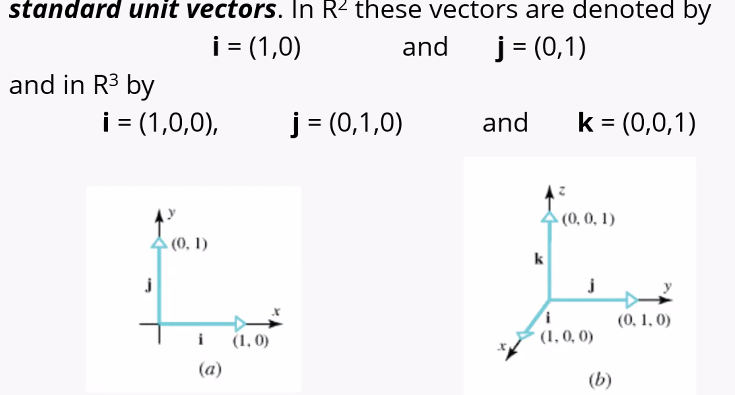 standard unit vectors. In R² these vectors are denoted by
i = (1,0) and j = (0,1)
and in R³ by
i = (1,0,0), j = (0,1,0) and k = (0,0,1)
y
(0, 1)
j
x
i (1, 0)
(a)
z
(0, 0, 1)
k
j y
i (0, 1, 0)
x (1, 0, 0)
(b)